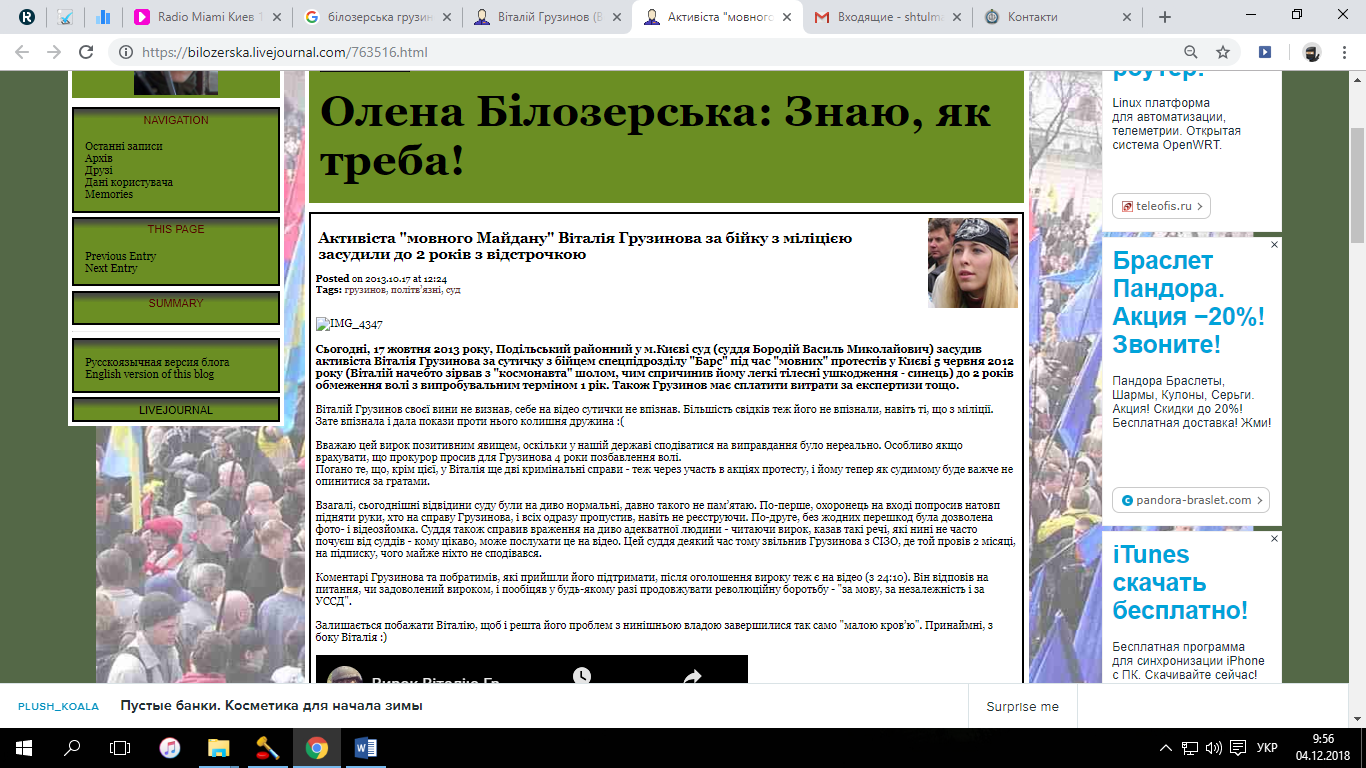 Radio Miami Киев 1
білозерська грузин
Віталій Грузинов (В
Активіста "мовного
Входящие - shtulma
Контакти
https://bilozerska.livejournal.com/763516.html
Олена Білозерська: Знаю, як
треба!
NAVIGATION
Останні записи
Архів
Друзі
Дані користувача
Memories
THIS PAGE
Previous Entry
Next Entry
SUMMARY
Русскоязычная версия блога
English version of this blog
LIVEJOURNAL
Активіста "мовного Майдану" Віталія Грузинова за бійку з міліцією
засудили до 2 років з відстрочкою
Posted on 2013.10.17 at 12:24
Tags: грузинов, політв'язні, суд
IMG_4347
Сьогодні, 17 жовтня 2013 року, Подільський районний у м.Києві суд (суддя Бородій Василь Миколайович) засудив
активіста Віталія Грузинова за сутичку з бійцем спецпідрозділу "Барс" під час "мовних" протестів у Києві 5 червня 2012
року (Віталій начебто зірвав з "космонавта" шолом, чим спричинив йому легкі тілесні ушкодження - синець) до 2 років
обмеження волі з випробувальним терміном 1 рік. Також Грузинов має сплатити витрати за експертизи тощо.
Віталій Грузинов своєї вини не визнав, себе на відео сутички не впізнав. Більшість свідків теж його не впізнали, навіть ті, що з міліції.
Зате впізнала і дала покази проти нього колишня дружина :(
Вважаю цей вирок позитивним явищем, оскільки у нашій державі сподіватися на виправдання було нереально. Особливо якщо
врахувати, що прокурор просив для Грузинова 4 роки позбавлення волі.
Погано те, що, крім цієї, у Віталія ще дві кримінальні справи - теж через участь в акціях протесту, і йому тепер як судимому буде важче не
опинитися за гратами.
Взагалі, сьогоднішні відвідини суду були на диво нормальні, давно такого не пам'ятаю. По-перше, охоронець на вході попросив натовп
підняти руки, хто на справу Грузинова, і всіх одразу пропустив, навіть не реєструючи. По-друге, без жодних перешкод була дозволена
фото- і відеозйомка. Суддя також справив враження на диво адекватної людини - читаючи вирок, казав такі речі, які нині не часто
почуєш від суддів - кому цікаво, може послухати це на відео. Цей суддя деякий час тому звільнив Грузинова з СІЗО, де той провів 2 місяці,
на підписку, чого майже ніхто не сподівався.
Коментарі Грузинова та побратимів, які прийшли його підтримати, після оголошення вироку теж є на відео (з 24:10). Він відповів на
питання, чи задоволений вироком, і пообіцяв у будь-якому разі продовжувати революційну боротьбу - "за мову, за незалежність і за
УССД".
Залишається побажати Віталію, щоб і решта його проблем з нинішньою владою завершилися так само "малою кров'ю". Принаймні, з
боку Віталія :)
Вирок Віталію Гр
роутер!
Linux платформа
для автоматизации,
телеметрии. Открытая
система OpenWRT.
teleofis.ru
Браслет
Пандора.
Акция −20%!
Звоните!
Пандора Браслеты,
Шармы, Кулоны, Серьги.
Акция! Скидки до 20%!
Бесплатная доставка! Жми!
pandora-braslet.com
iTunes
скачать
бесплатно!
Бесплатная программа
для синхронизации iPhone
с ПК. Скачивайте сейчас!
PLUSH_KOALA
Пустые банки. Косметика для начала зимы
Surprise me
УКР
9:56
04.12.2018